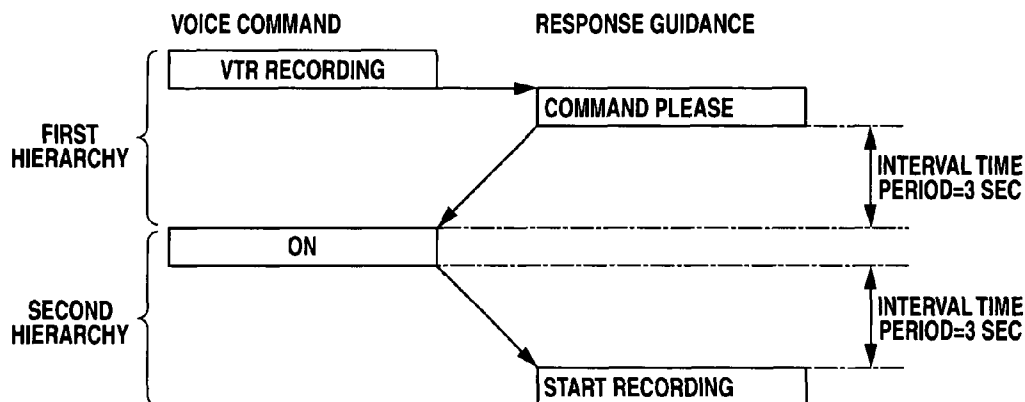 VOICE COMMAND
RESPONSE GUIDANCE
VTR RECORDING
COMMAND PLEASE
FIRST
HIERARCHY
INTERVAL TIME
PERIOD=3 SEC
ON
SECOND
HIERARCHY
INTERVAL TIME
PERIOD=3 SEC
START RECORDING